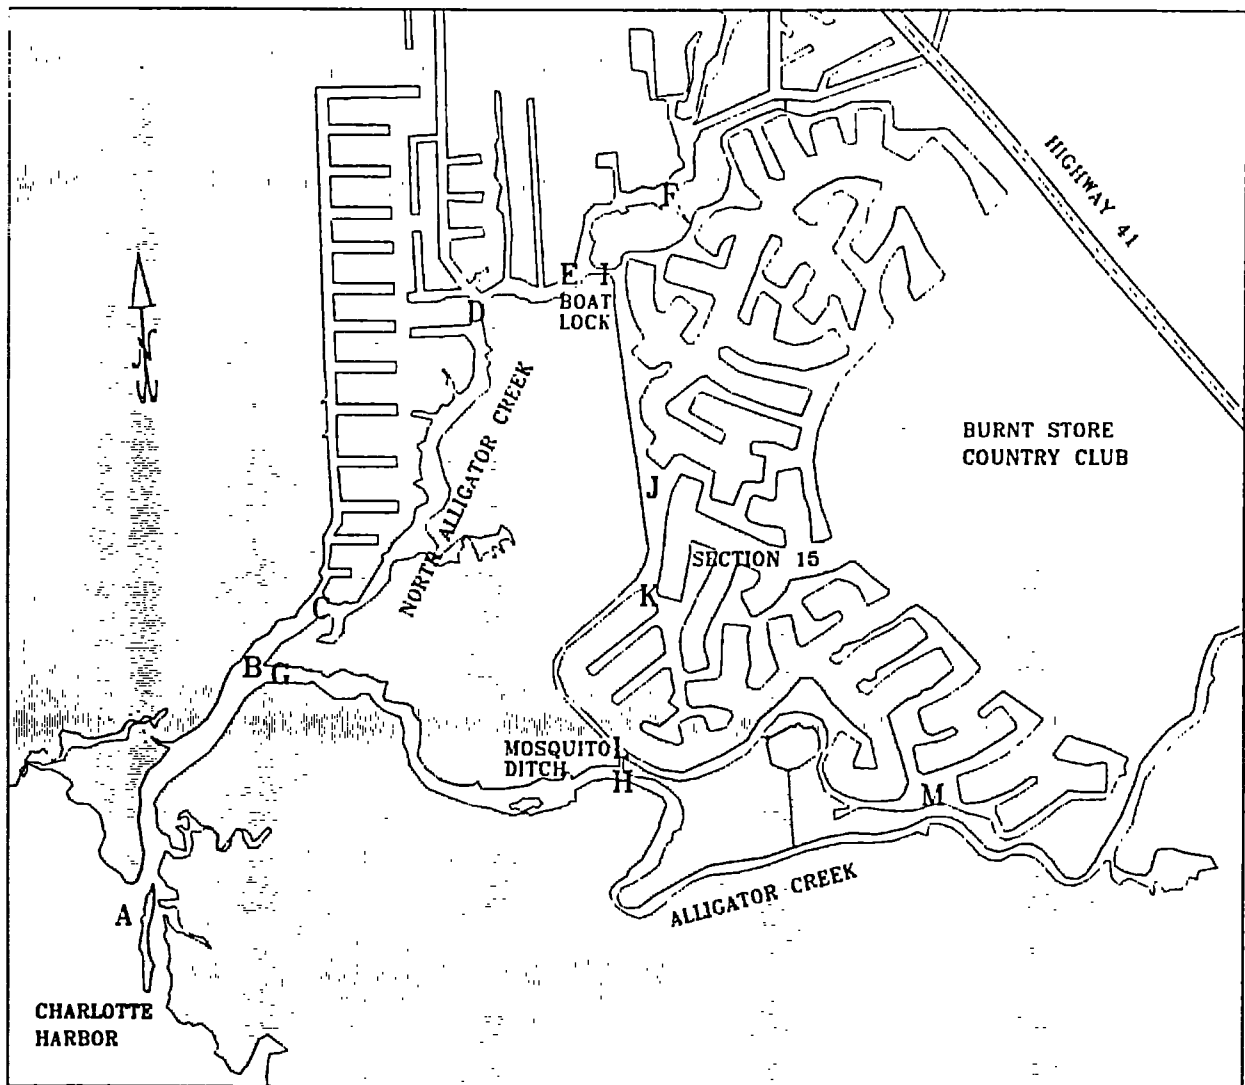 HIGHWAY 41
F
E
I
BOAT
LOCK
D
NORTH ALLIGATOR CREEK
BURNT STORE
COUNTRY CLUB
J
SECTION 15
K
C
B
G
MOSQUITO
DITCH
L
H
M
ALLIGATOR CREEK
A
CHARLOTTE
HARBOR